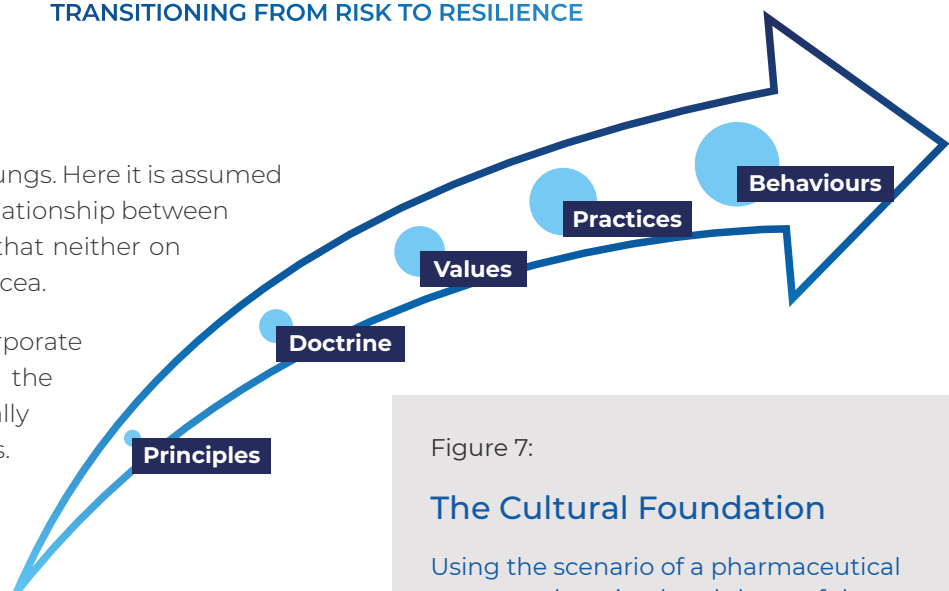 TRANSITIONING FROM RISK TO RESILIENCE
ungs. Here it is assumed
ationship between
that neither on
cea.
rporate
the
lly
s.
Behaviours
Practices
Values
Doctrine
Principles
Figure 7:
The Cultural Foundation
Using the scenario of a pharmaceutical